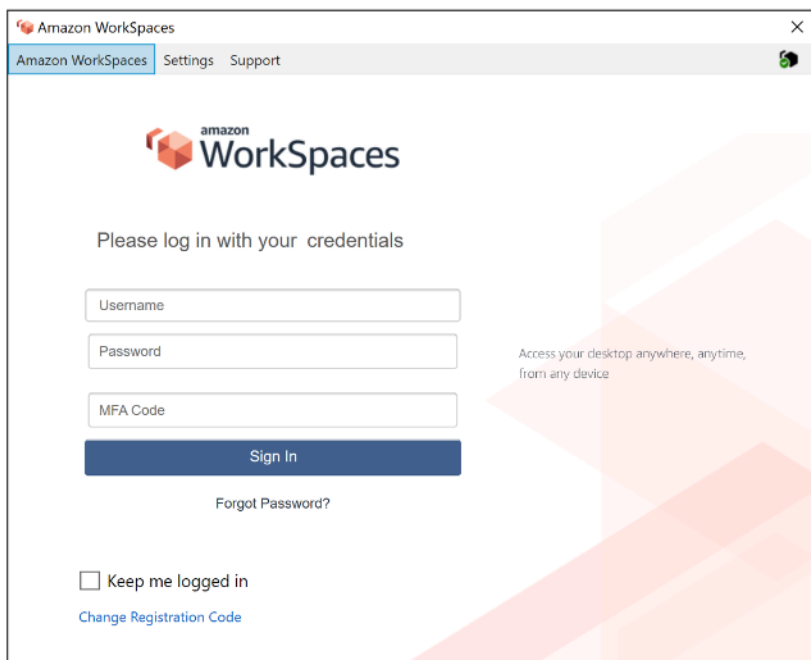 Amazon WorkSpaces
Amazon WorkSpaces Settings Support
amazon
WorkSpaces
Please log in with your credentials
Username
Password
MFA Code
Sign In
Forgot Password?
Access your desktop anywhere, anytime,
from any device
Keep me logged in
Change Registration Code